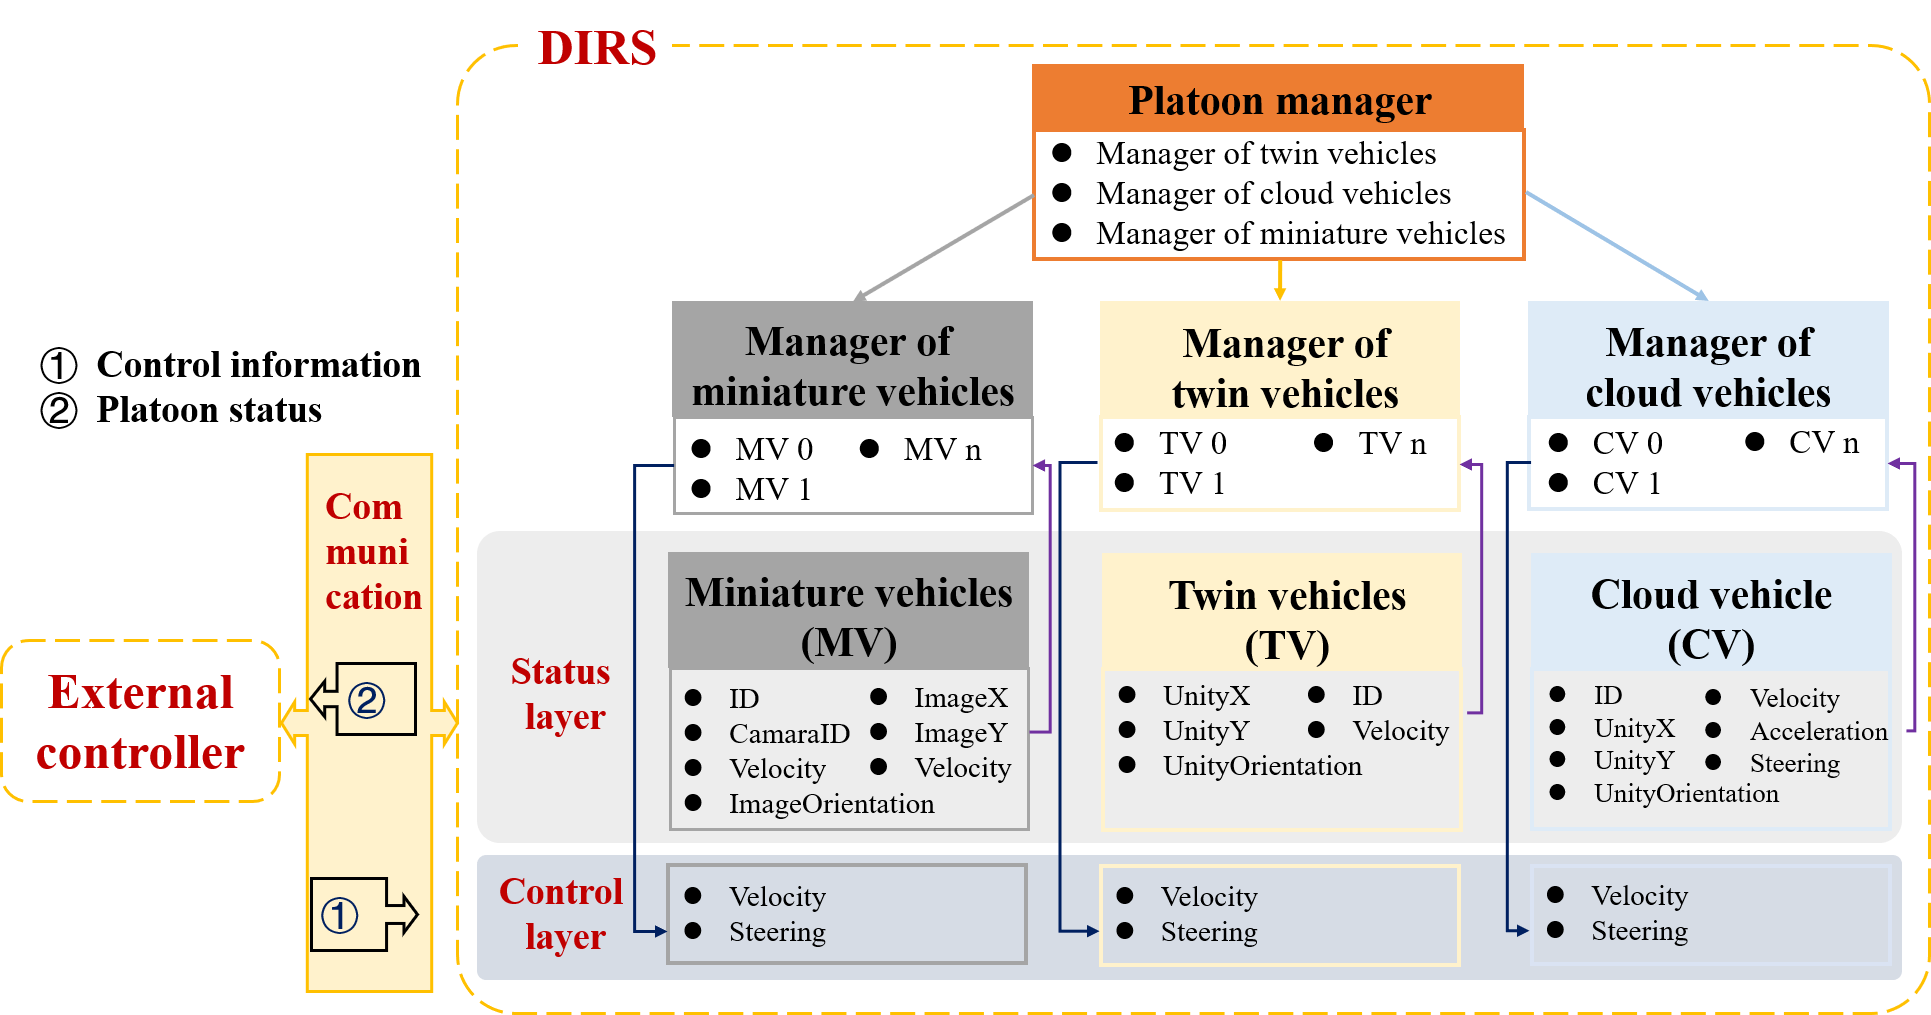 DIRS
Platoon manager
● Manager of twin vehicles
● Manager of cloud vehicles
● Manager of miniature vehicles
① Control information
② Platoon status
Manager of
miniature vehicles
● MV 0 ● MV n
● MV 1
Manager of
twin vehicles
● TV 0 ● TV n
● TV 1
Manager of
cloud vehicles
● CV 0 ● CV n
● CV 1
Com
muni
cation
External
controller
②
①
Status
layer
Miniature vehicles
(MV)
● ID ● ImageX
● CamaraID ● ImageY
● Velocity ● Velocity
● ImageOrientation
Twin vehicles
(TV)
● UnityX ● ID
● UnityY ● Velocity
● UnityOrientation
Cloud vehicle
(CV)
● ID ● Velocity
● UnityX ● Acceleration
● UnityY ● Steering
● UnityOrientation
Control
layer
● Velocity
● Steering
● Velocity
● Steering
● Velocity
● Steering